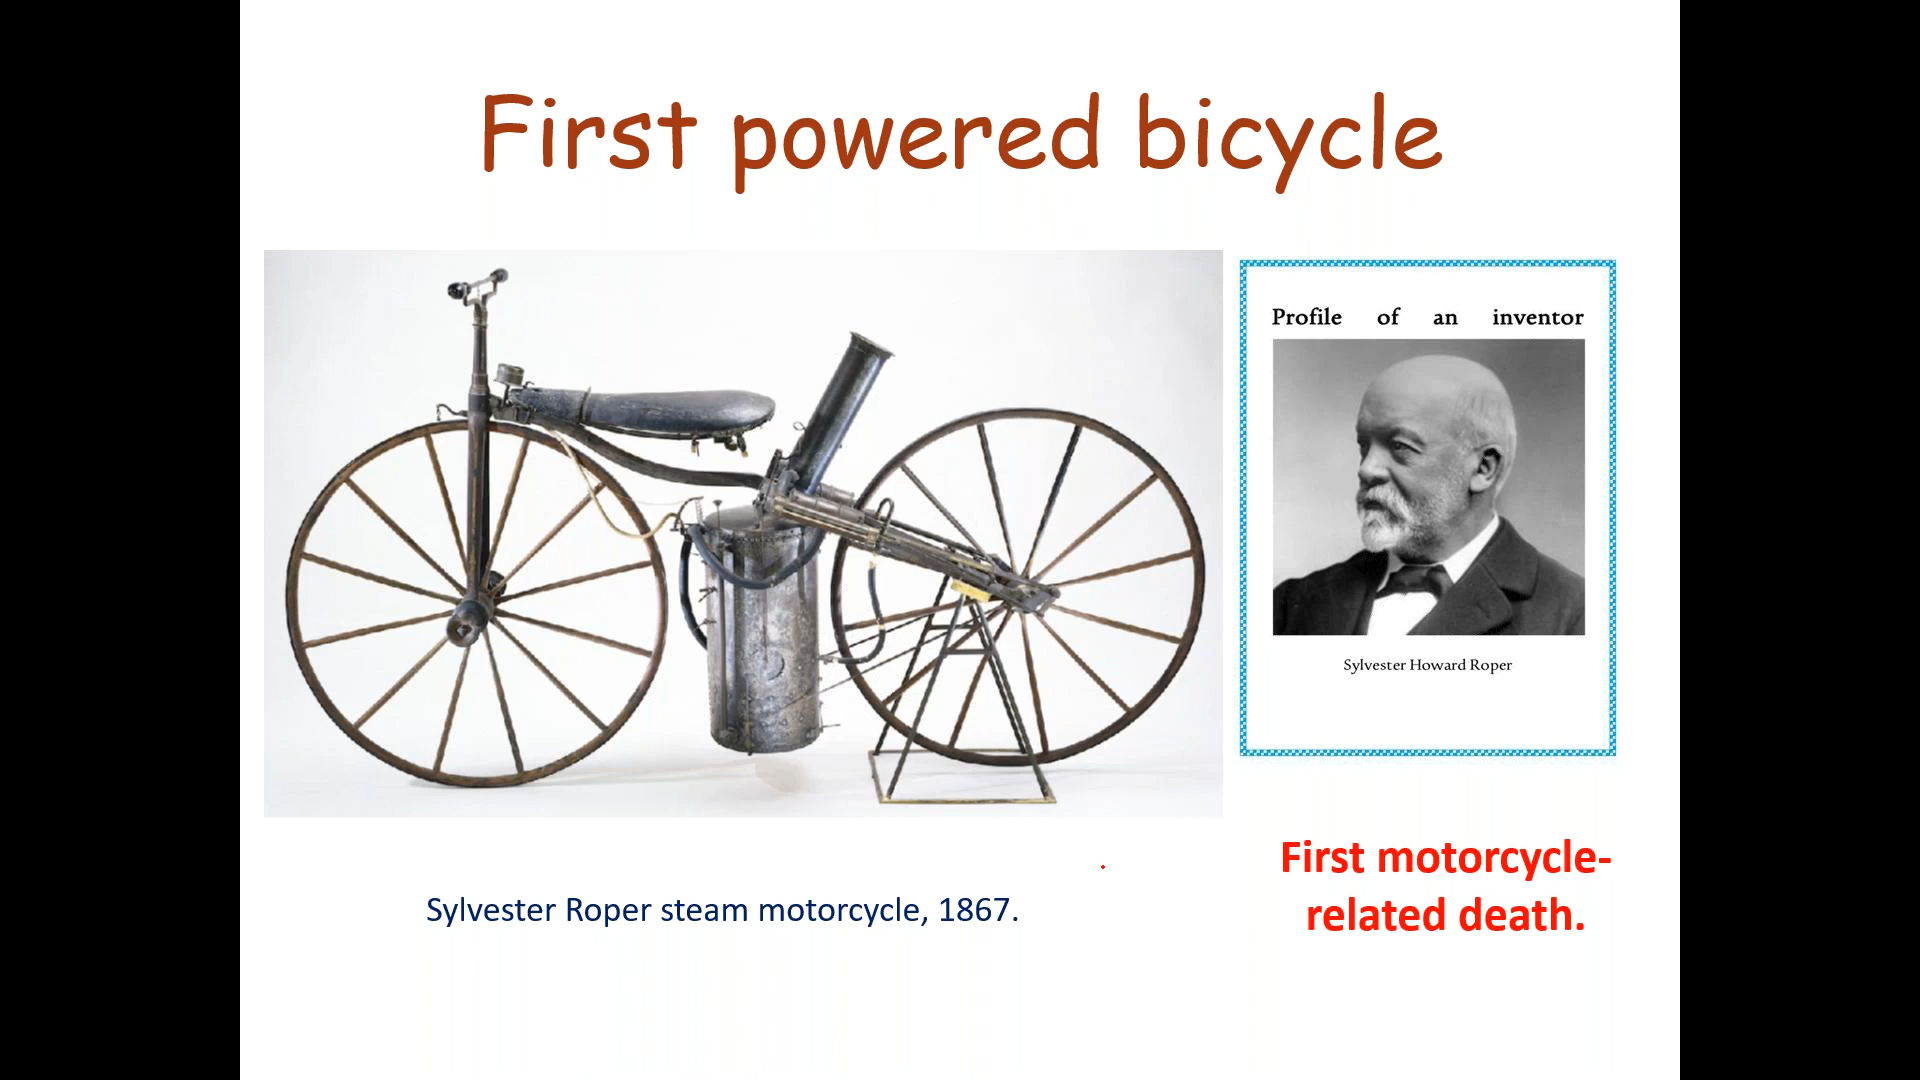 First powered bicycle
Profile of an inventor
Sylvester Howard Roper
Sylvester Roper steam motorcycle, 1867.
First motorcycle-
related death.